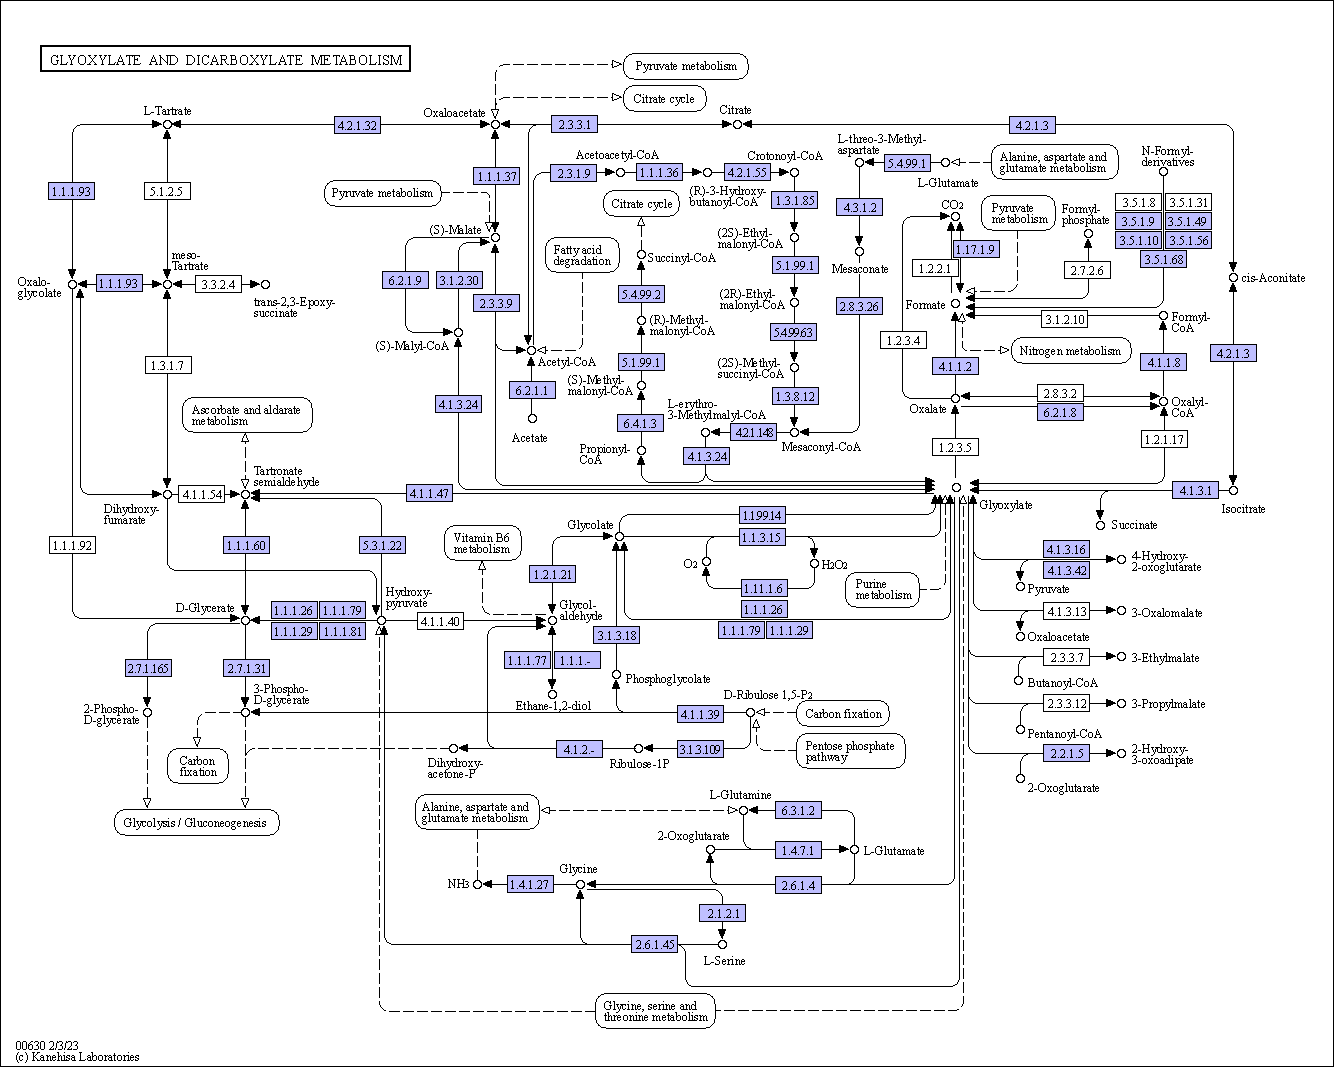 GLYOXYLATE AND DICARBOXYLATE METABOLISM
Pyruvate metabolism
Citrate cycle
L-Tartrate
Oxaloacetate
Citrate
4.2.1.32
2.3.3.1
4.2.1.3
L-threo-3-Methyl-
aspartate
Acetoacetyl-CoA
Crotonoyl-CoA
5.4.99.1
Alanine, aspartate and
glutamate metabolism
N-Formyl-
derivatives
1.1.1.93
5.1.2.5
1.1.1.37
2.3.1.9
1.1.1.36
4.2.1.55
L-Glutamate
Pyruvate metabolism
Citrate cycle
(R)-3-Hydroxy-
butanoyl-CoA
1.3.1.85
4.3.1.2
CO2
Pyruvate
metabolism
Formyl
phosphate
3.5.1.8
3.5.1.31
3.5.1.9
3.5.1.49
3.5.1.10
3.5.1.56
3.5.1.68
(S)-Malate
(2S)-Ethyl-
malonyl-CoA
Fatty acid
degradation
1.17.1.9
meso-
Tartrate
Succinyl-CoA
5.1.99.1
Mesaconate
1.2.2.1
2.7.2.6
Oxalo-
glycolate
1.1.1.93
3.3.2.4
trans-2,3-Epoxy-
succinate
6.2.1.9
3.1.2.30
2.3.3.9
5.4.99.2
(2R)-Ethyl-
malonyl-CoA
2.8.3.26
Formate
cis-Aconitate
(R)-Methyl-
malonyl-CoA
5.4.99.63
3.1.2.10
Formyl-
CoA
(S)-Malyl-CoA
1.2.3.4
Nitrogen metabolism
4.2.1.3
1.3.1.7
Acetyl-CoA
5.1.99.1
(2S)-Methyl-
succinyl-CoA
4.1.1.2
4.1.1.8
(S)-Methyl-
malonyl-CoA
6.2.1.1
1.3.8.12
2.8.3.2
Ascorbate and aldarate
metabolism
4.1.3.24
L-erythro-
3-Methylmalyl-CoA
Oxalate
6.2.1.8
Oxalyl-
CoA
Acetate
6.4.1.3
4.2.1.148
Mesaconyl-CoA
1.2.3.5
1.2.1.17
Propionyl-
CoA
4.1.3.24
Tartronate
semialdehyde
4.1.1.54
4.1.1.47
4.1.3.1
Dihydroxy-
fumarate
Glyoxylate
Isocitrate
1.1.99.14
Succinate
Glycolate
Vitamin B6
metabolism
1.1.3.15
1.1.1.92
1.1.1.60
5.3.1.22
4.1.3.16
4-Hydroxy-
2-oxoglutarate
O2
H2O2
4.1.3.42
1.2.1.21
1.11.1.6
Purine
metabolism
Pyruvate
Hydroxy-
pyruvate
D-Glycerate
1.1.1.26
1.1.1.79
1.1.1.29
1.1.1.81
4.1.1.40
Glycol-
aldehyde
1.1.1.26
1.1.1.79
1.1.1.29
3.1.3.18
4.1.3.13
3-Oxalomalate
Oxaloacetate
2.7.1.165
2.7.1.31
1.1.1.77
1.1.1.-
2.3.3.7
3-Ethylmalate
Phosphoglycolate
Butanoyl-CoA
2-Phospho-
D-glycerate
3-Phospho-
D-glycerate
Ethane-1,2-diol
D-Ribulose 1,5-P2
2.3.3.12
3-Propylmalate
4.1.1.39
Carbon fixation
Pentanoyl-CoA
Carbon
fixation
Dihydroxy-
acetone-P
4.1.2.-
Ribulose-1P
3.1.3.109
Pentose phosphate
pathway
2.2.1.5
2-Hydroxy-
3-oxoadipate
2-Oxoglutarate
Glycolysis / Gluconeogenesis
Alanine, aspartate and
glutamate metabolism
L-Glutamine
6.3.1.2
2-Oxoglutarate
1.4.7.1
L-Glutamate
Glycine
NH3
1.4.1.27
2.6.1.4
2.1.2.1
2.6.1.45
L-Serine
Glycine, serine and
threonine metabolism
00630 2/3/23
(c) Kanehisa Laboratories